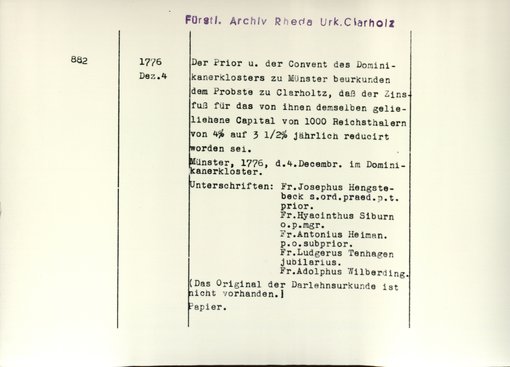 Fürstl. Archiv Rheda Urk.Clarholz
882
1776
Dez.4
Der Prior u. der Convent des Domini-
kanerklosters zu Münster beurkunden
dem Probste zu Clarholtz, daß der Zins-
fuß für das von ihnen demselben gelie-
liehene Capital von 1000 Reichsthalern
von 4% auf 3 1/2% jährlich reducirt
worden sei.
Münster, 1776, d.4.Decembr. im Domini-
kanerkloster.
Unterschriften: Fr.Josephus Hengste-
beck s.ord.praed.p.t.
prior.
Fr.Hyacinthus Siburn
o.p.mgr.
Fr.Antonius Heiman.
p.o.subprior.
Fr.Ludgerus Tenhagen
jubilarius.
Fr.Adolphus Wilberding.
(Das Original der Darlehnsurkunde ist
nicht vorhanden.)
Papier.